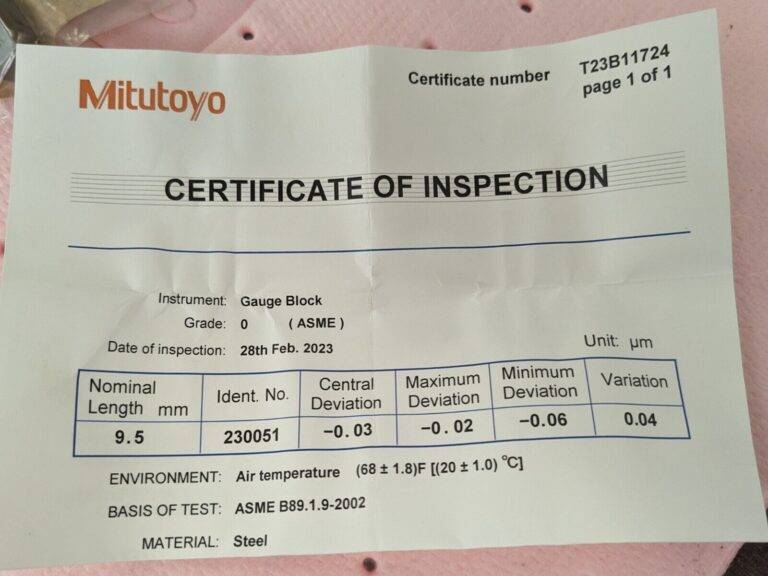 Mitutoyo
Certificate number T23B11724
page 1 of 1
CERTIFICATE OF INSPECTION
Instrument: Gauge Block
Grade: 0 ( ASME )
Date of inspection: 28th Feb. 2023
Unit: µm
Nominal Length mm Ident. No. Central Deviation Maximum Deviation Minimum Deviation Variation
9.5 230051 −0.03 −0.02 −0.06 0.04
ENVIRONMENT: Air temperature (68 ± 1.8)F [(20 ± 1.0) °C]
BASIS OF TEST: ASME B89.1.9-2002
MATERIAL: Steel